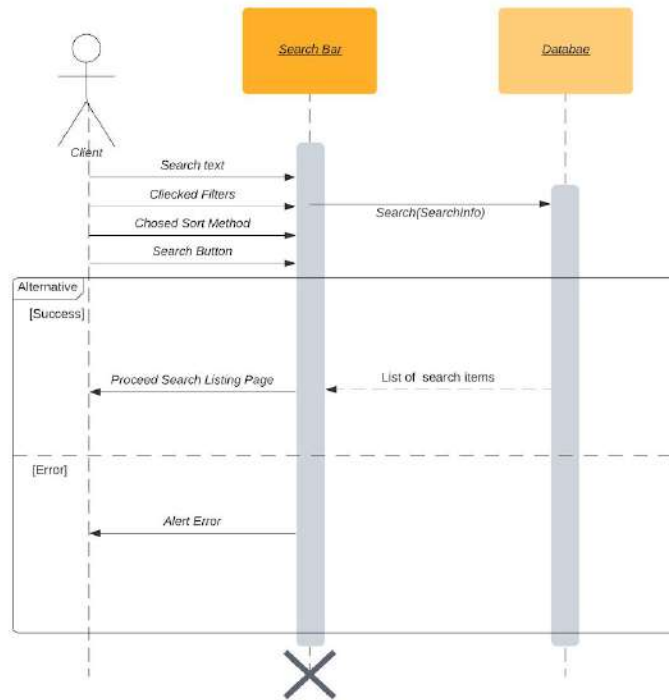 Search Bar
Databae
Client
Search text
Cliecked Filters
Search(SearchInfo)
Chosed Sort Method
Search Button
Alternative
[Success]
Proceed Search Listing Page
List of search items
[Error]
Alert Error